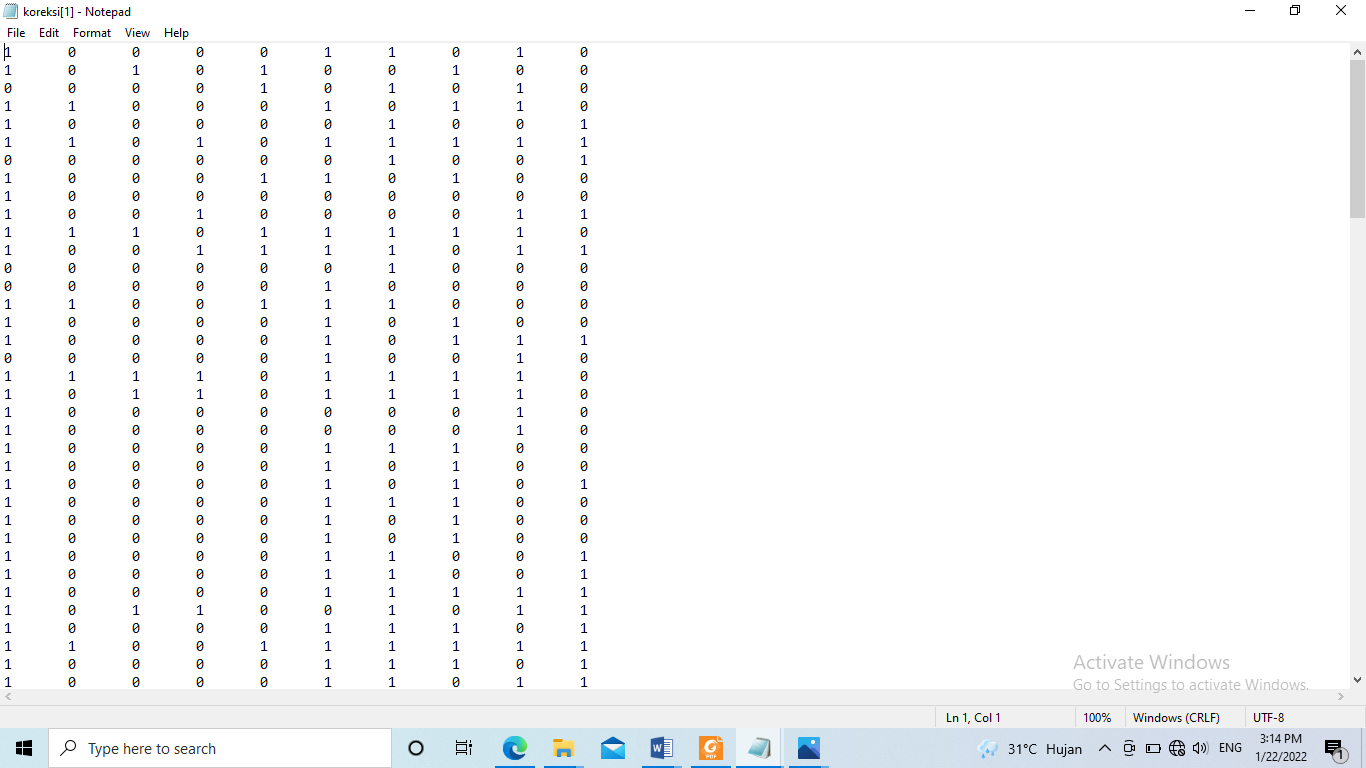 koreksi[1] - Notepad
File Edit Format View Help
1 0 0 0 0 1 1 0 1 0
1 0 1 0 1 0 0 1 0 0
0 0 0 0 1 0 1 0 1 0
1 1 0 0 0 1 0 1 1 0
1 0 0 0 0 0 1 0 0 1
1 1 0 1 0 1 1 1 1 1
0 0 0 0 0 0 1 0 0 1
1 0 0 0 1 1 0 1 0 0
1 0 0 0 0 0 0 0 0 0
1 0 0 1 0 0 0 0 1 1
1 1 1 0 1 1 1 1 1 0
1 0 0 1 1 1 1 0 1 1
0 0 0 0 0 0 1 0 0 0
0 0 0 0 0 1 0 0 0 0
1 1 0 0 1 1 1 0 0 0
1 0 0 0 0 1 0 1 0 0
1 0 0 0 0 1 0 1 1 1
0 0 0 0 0 1 0 0 1 0
1 1 1 1 0 1 1 1 1 0
1 0 1 1 0 1 1 1 1 0
1 0 0 0 0 0 0 0 1 0
1 0 0 0 0 0 0 0 1 0
1 0 0 0 0 1 1 1 0 0
1 0 0 0 0 1 0 1 0 0
1 0 0 0 0 1 0 1 0 1
1 0 0 0 0 1 1 1 0 0
1 0 0 0 0 1 0 1 0 0
1 0 0 0 0 1 0 1 0 0
1 0 0 0 0 1 1 0 0 1
1 0 0 0 0 1 1 0 0 1
1 0 0 0 0 1 1 1 1 1
1 0 1 1 0 0 1 0 1 1
1 0 0 0 0 1 1 1 0 1
1 1 0 0 1 1 1 1 1 1
1 0 0 0 0 1 1 1 0 1
1 0 0 0 0 1 1 0 1 1
Activate Windows
Go to Settings to activate Windows.
Ln 1, Col 1 100% Windows (CRLF) UTF-8
Type here to search
31°C Hujan ENG
3:14 PM
1/22/2022
1